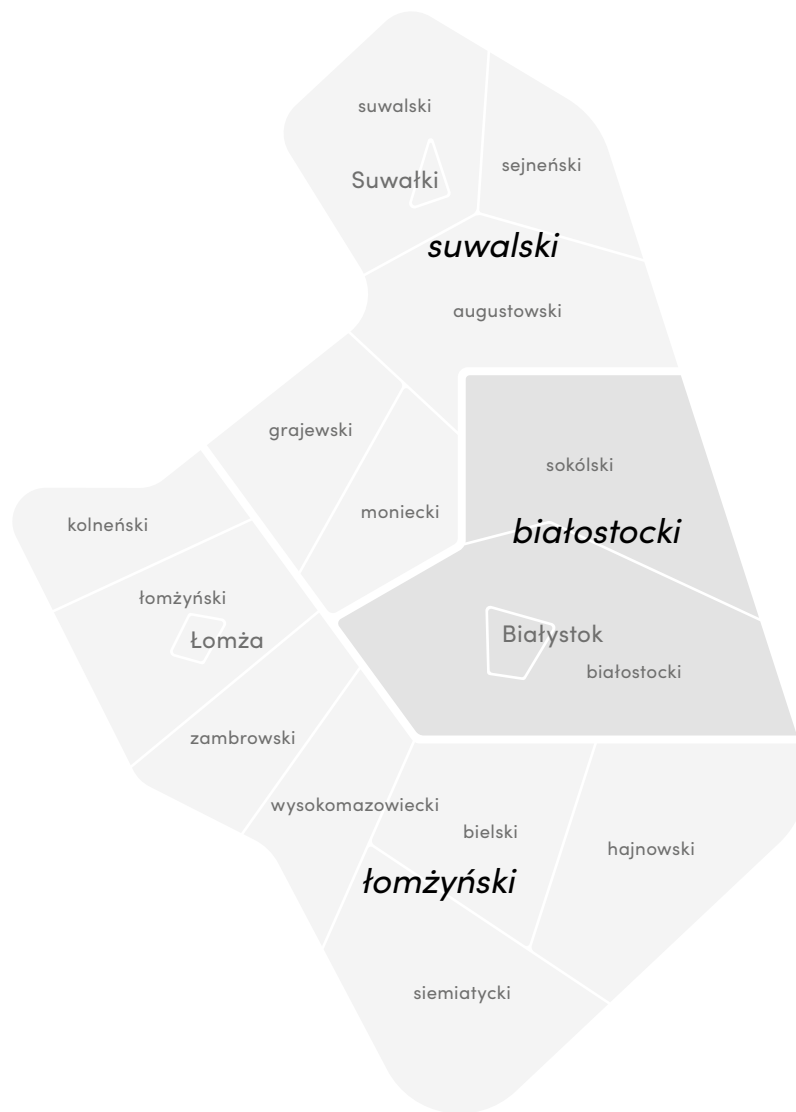 suwalski
sejneński
Suwałki
suwalski
augustowski
grajewski
sokólski
moniecki
kolneński
białostocki
łomżyński
Białystok
Łomża
białostocki
zambrowski
wysokomazowiecki
bielski
hajnowski
łomżyński
siemiatycki